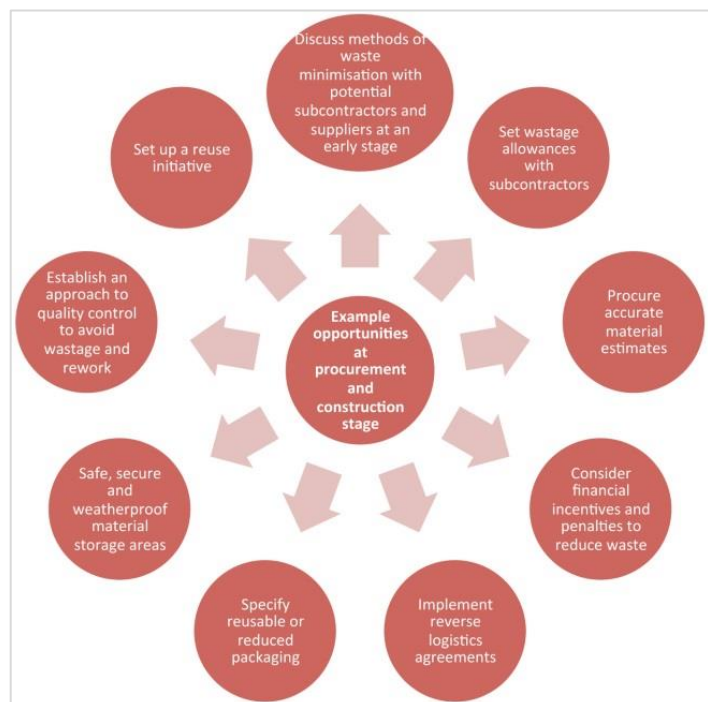 Discuss methods of
waste
minimisation with
potential
subcontractors and
suppliers at an
early stage
Set wastage
allowances
with
subcontractors
Procure
accurate
material
estimates
Consider
financial
incentives and
penalties to
reduce waste
Implement
reverse
logistics
agreements
Specify
reusable or
reduced
packaging
Safe, secure
and
weatherproof
material
storage areas
Establish an
approach to
quality control
to avoid
wastage and
rework
Set up a reuse
initiative
Example
opportunities
at
procurement
and
construction
stage